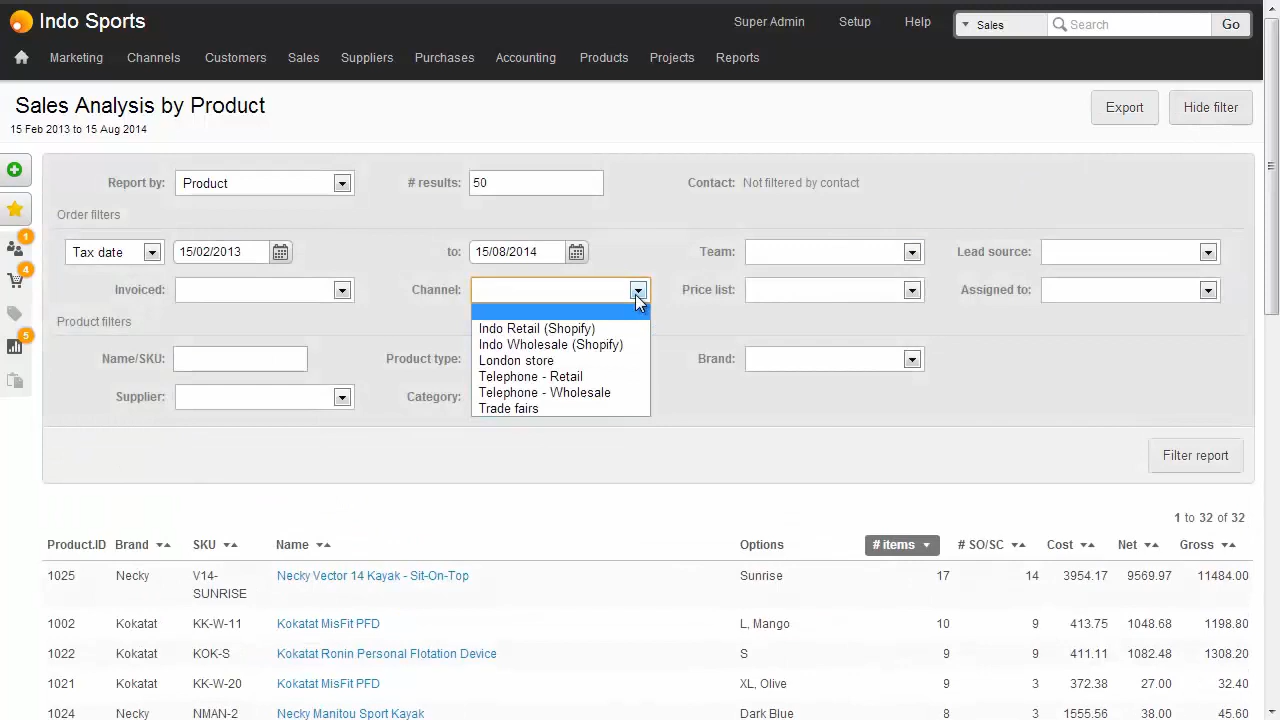 Indo Sports
Super Admin Setup Help Sales Search Go
Marketing Channels Customers Sales Suppliers Purchases Accounting Products Projects Reports
Sales Analysis by Product
15 Feb 2013 to 15 Aug 2014
Export Hide filter
Report by: Product # results: 50 Contact: Not filtered by contact
Order filters
Tax date 15/02/2013 to: 15/08/2014 Team: Lead source:
Invoiced: Channel: Price list: Assigned to:
Product filters
Indo Retail (Shopify)
Indo Wholesale (Shopify)
London store
Telephone - Retail
Telephone - Wholesale
Trade fairs
Name/SKU: Product type: Brand:
Supplier: Category:
Filter report
1
4
5
1 to 32 of 32
Product.ID Brand SKU Name Options # items # SO/SC Cost Net Gross
1025 Necky V14-SUNRISE Necky Vector 14 Kayak - Sit-On-Top Sunrise 17 14 3954.17 9569.97 11484.00
1002 Kokatat KK-W-11 Kokatat MisFit PFD L, Mango 10 9 413.75 1048.68 1198.80
1022 Kokatat KOK-S Kokatat Ronin Personal Flotation Device S 9 9 411.11 1082.48 1308.20
1021 Kokatat KK-W-20 Kokatat MisFit PFD XL, Olive 9 3 372.38 27.00 32.40
1024 Necky NMAN-2 Necky Manitou Sport Kayak Dark Blue 8 3 1555.56 38.00 45.60